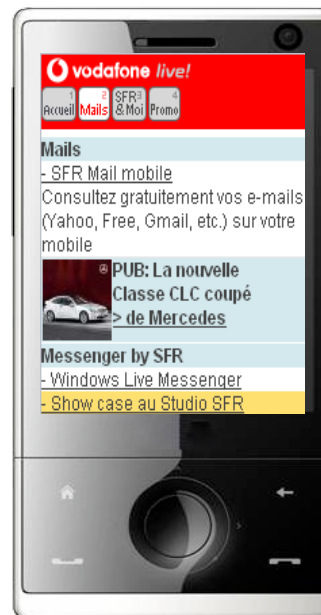 vodafone live!
1 2 3 4
Accueil Mails SFR & Moi Promo
Mails
- SFR Mail mobile
Consultez gratuitement vos e-mails
(Yahoo, Free, Gmail, etc.) sur votre
mobile
PUB: La nouvelle
Classe CLC coupé
> de Mercedes
Messenger by SFR
- Windows Live Messenger
- Show case au Studio SFR